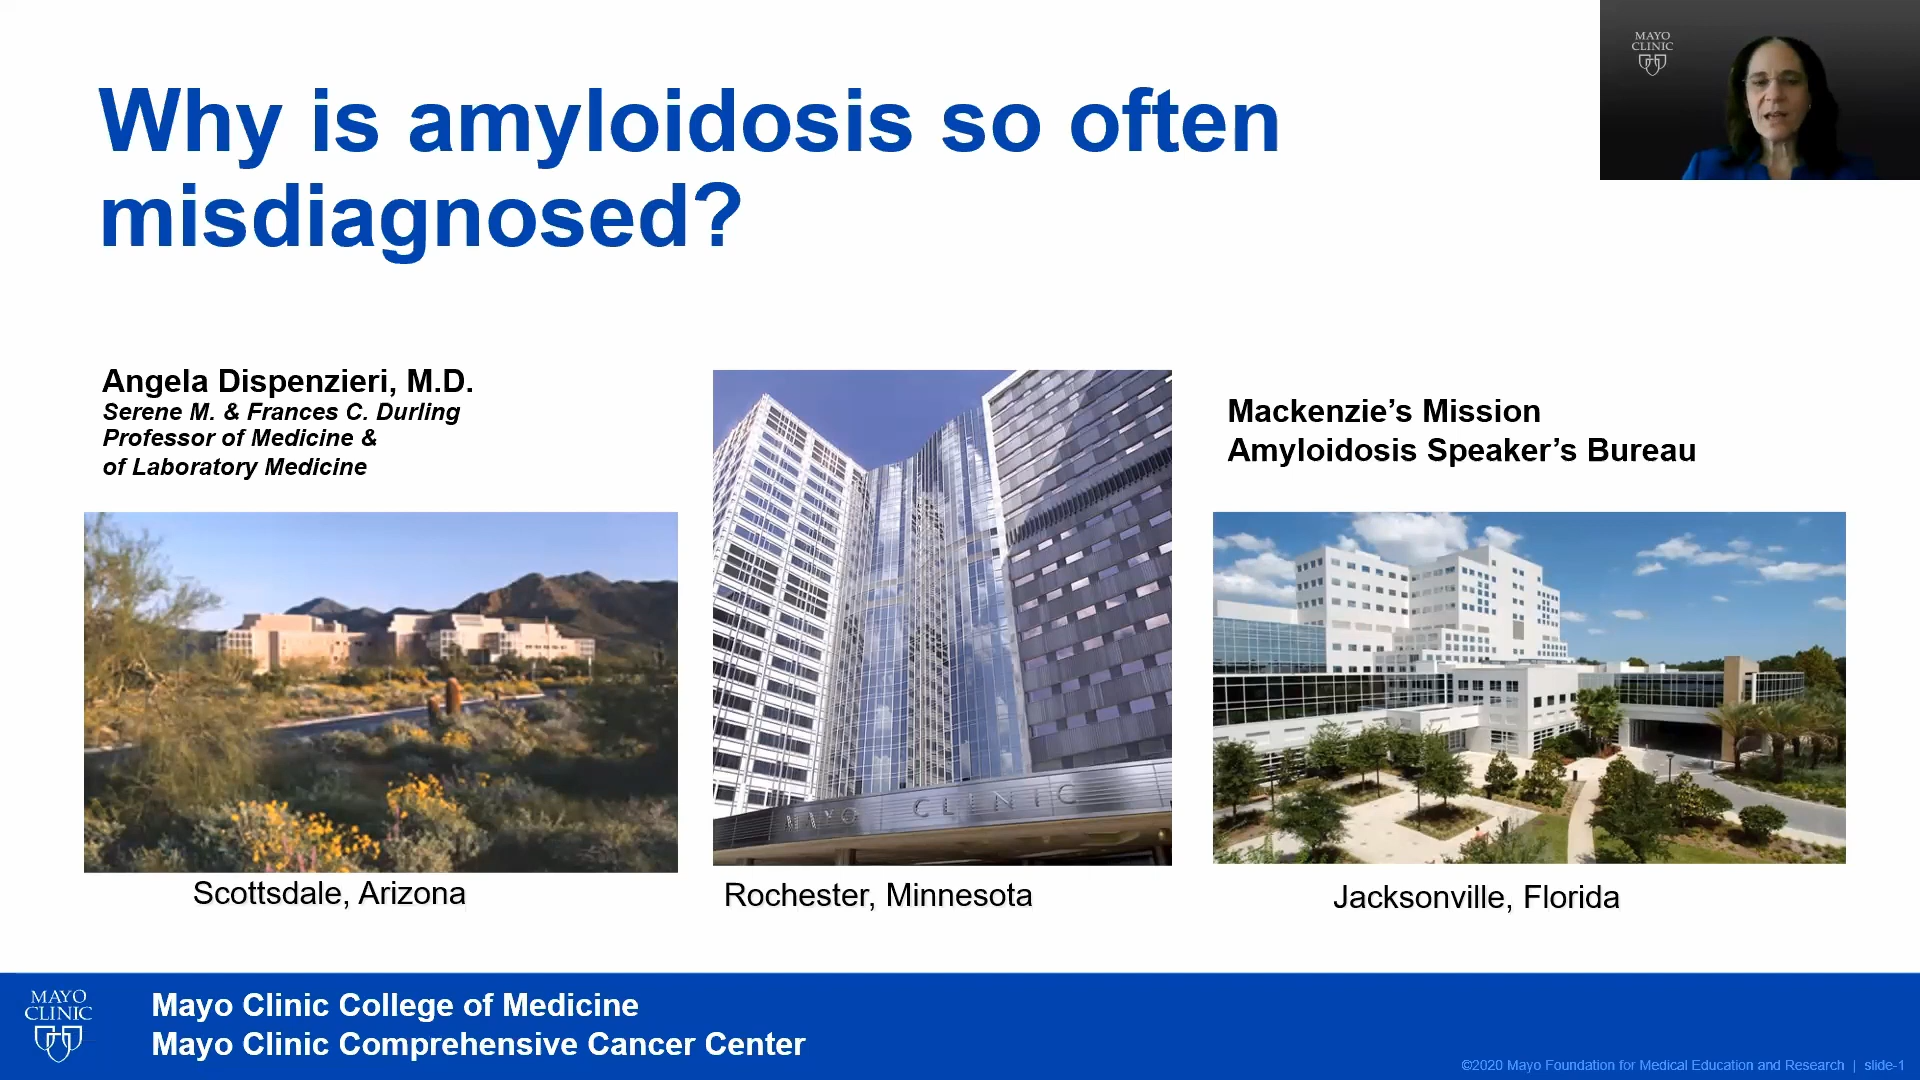 Why is amyloidosis so often
misdiagnosed?
MAYO
CLINIC
Angela Dispenzieri, M.D.
Serene M. & Frances C. Durling
Professor of Medicine &
of Laboratory Medicine
Mackenzie’s Mission
Amyloidosis Speaker’s Bureau
MAYO CLINIC
Scottsdale, Arizona
Rochester, Minnesota
Jacksonville, Florida
MAYO
CLINIC
Mayo Clinic College of Medicine
Mayo Clinic Comprehensive Cancer Center
©2020 Mayo Foundation for Medical Education and Research | slide-1